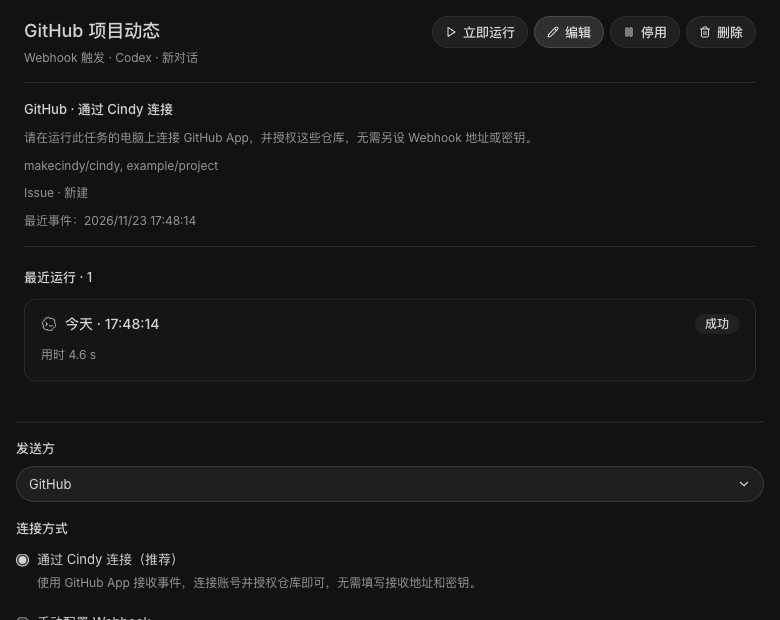 GitHub 项目动态
立即运行
编辑
停用
删除
Webhook 触发 · Codex · 新对话
GitHub · 通过 Cindy 连接
请在运行此任务的电脑上连接 GitHub App，并授权这些仓库，无需另设 Webhook 地址或密钥。
makecindy/cindy, example/project
Issue · 新建
最近事件：2026/11/23 17:48:14
最近运行 · 1
今天 · 17:48:14
成功
用时 4.6 s
发送方
GitHub
连接方式
通过 Cindy 连接（推荐）
使用 GitHub App 接收事件，连接账号并授权仓库即可，无需填写接收地址和密钥。
手动配置 Webhook